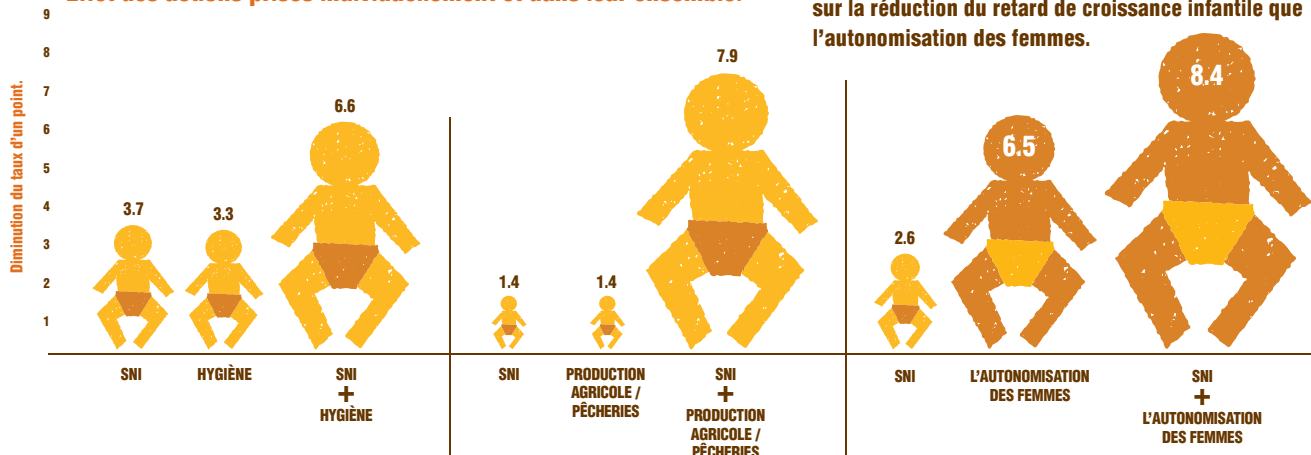 Effet des actions prises individuellement et dans leur ensemble.
sur la réduction du retard de croissance infantile que
l'autonomisation des femmes.
Diminution du taux d'un point.
9
8
7
6
5
4
3
2
1
3.7
3.3
6.6
1.4
1.4
7.9
2.6
6.5
8.4
SNI
HYGIÈNE
SNI
+
HYGIÈNE
SNI
PRODUCTION
AGRICOLE /
PÊCHERIES
SNI
+
PRODUCTION
AGRICOLE /
PÊCHERIES
SNI
L'AUTONOMISATION
DES FEMMES
SNI
+
L'AUTONOMISATION
DES FEMMES